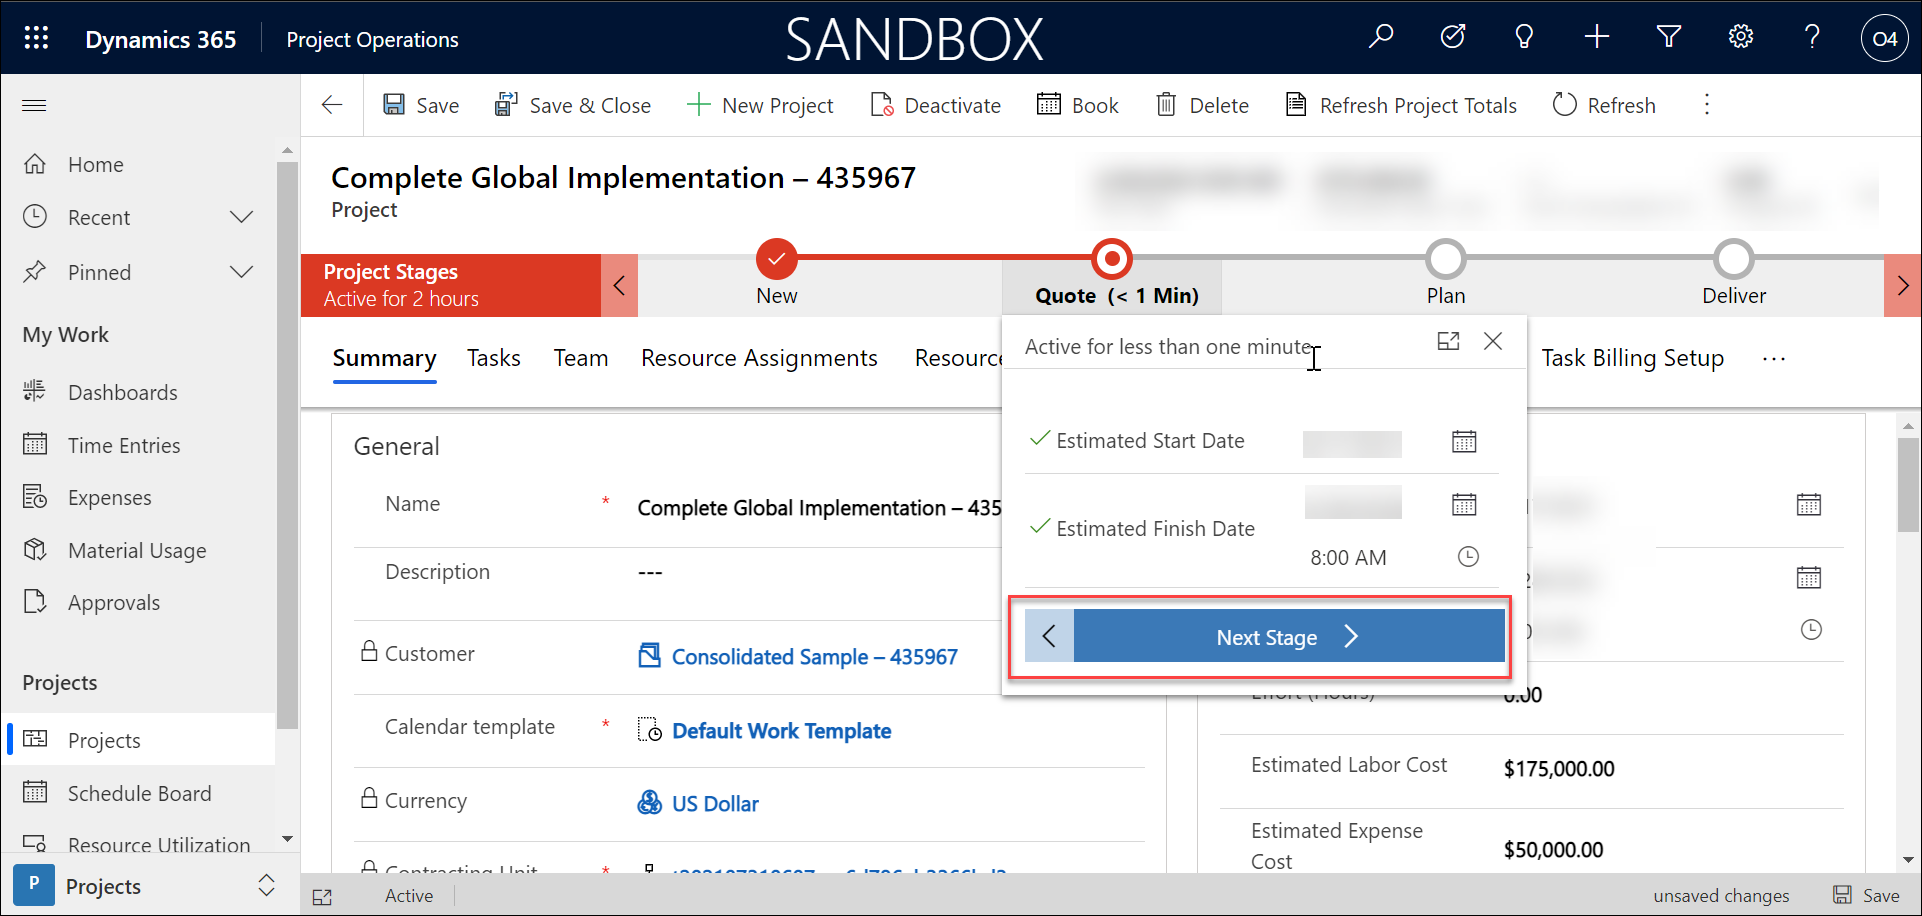 Dynamics 365
Project Operations
SANDBOX
O4
Save
Save & Close
New Project
Deactivate
Book
Delete
Refresh Project Totals
Refresh
Home
Recent
Pinned
My Work
Dashboards
Time Entries
Expenses
Material Usage
Approvals
Projects
Projects
Schedule Board
Resource Utilization
P
Projects
Complete Global Implementation – 435967
Project
Project Stages
Active for 2 hours
New
Quote (< 1 Min)
Plan
Deliver
Summary
Tasks
Team
Resource Assignments
Resource
Task Billing Setup
Active for less than one minute
Estimated Start Date
Estimated Finish Date
8:00 AM
Next Stage
General
Name *
Complete Global Implementation – 435
Description
---
Customer
Consolidated Sample – 435967
Calendar template *
Default Work Template
Currency
US Dollar
Contracting Unit *
Effort (Hours)
0.00
Estimated Labor Cost
$175,000.00
Estimated Expense
Cost
$50,000.00
Active
unsaved changes
Save